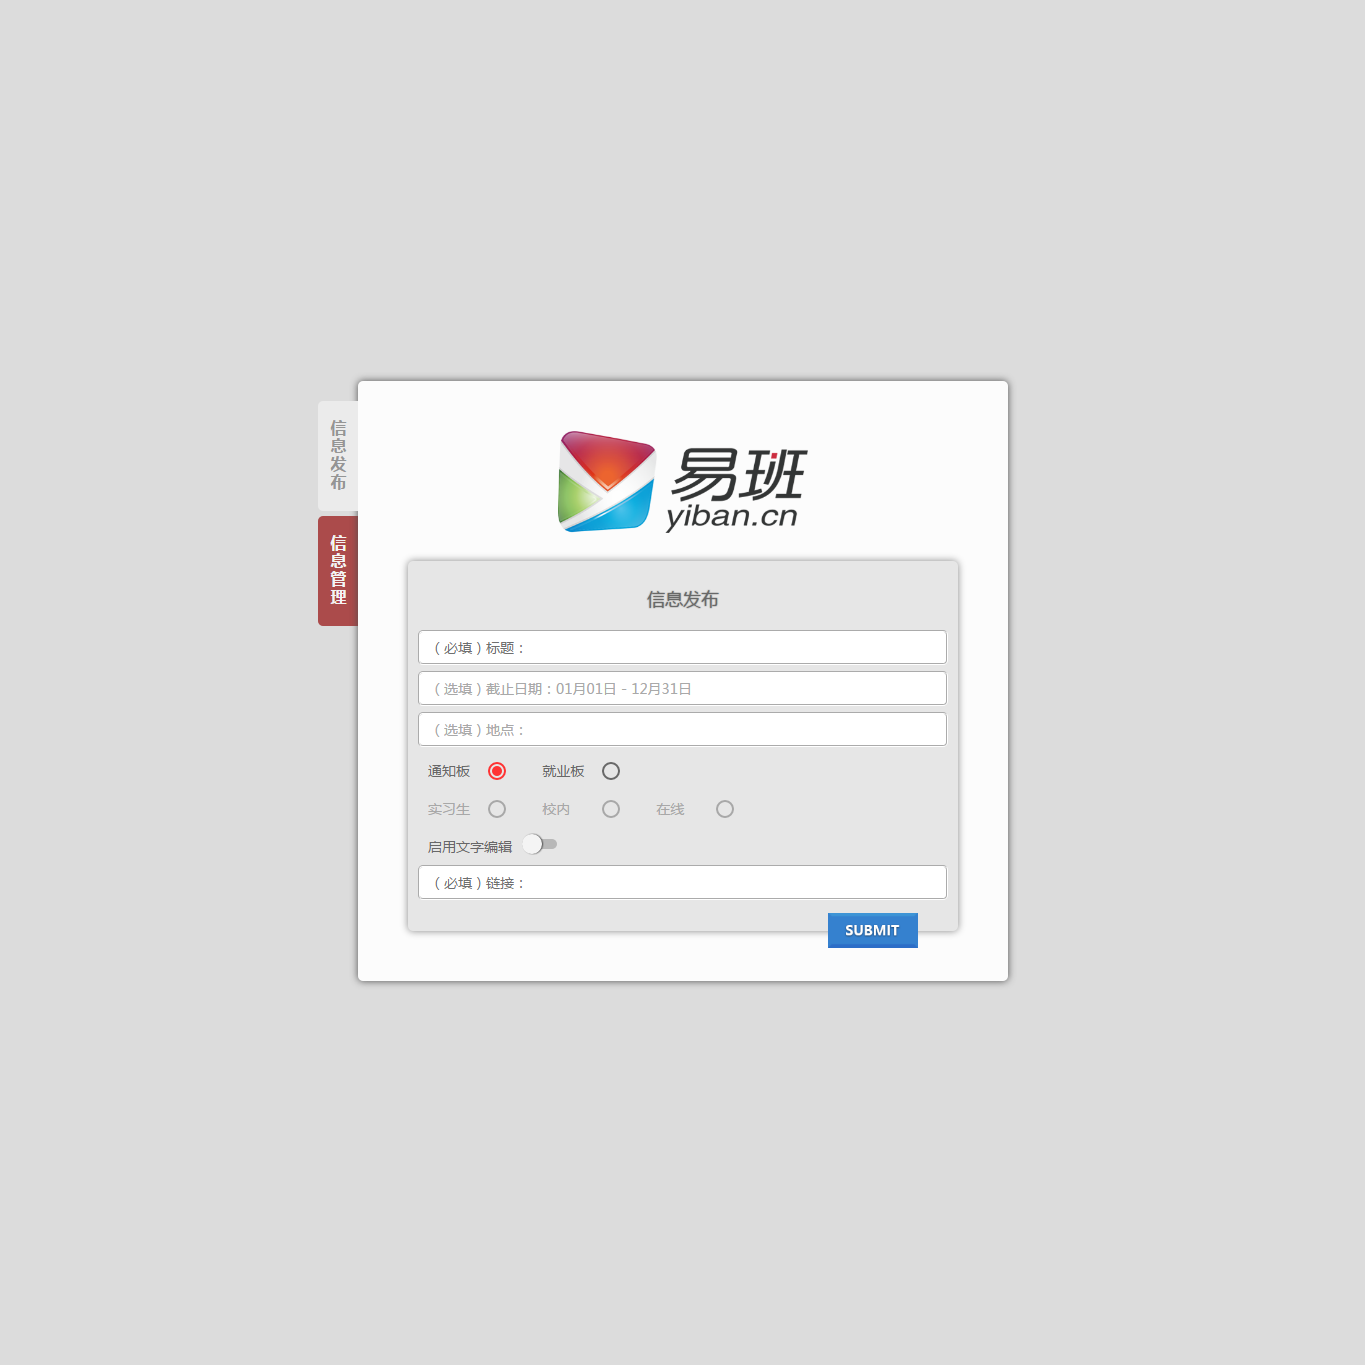 信息发布
信息管理
易班
yiban.cn
信息发布
（必填）标题：
（选填）截止日期：01月01日 - 12月31日
（选填）地点：
通知板 就业板
实习生 校内 在线
启用文字编辑
（必填）链接：
SUBMIT